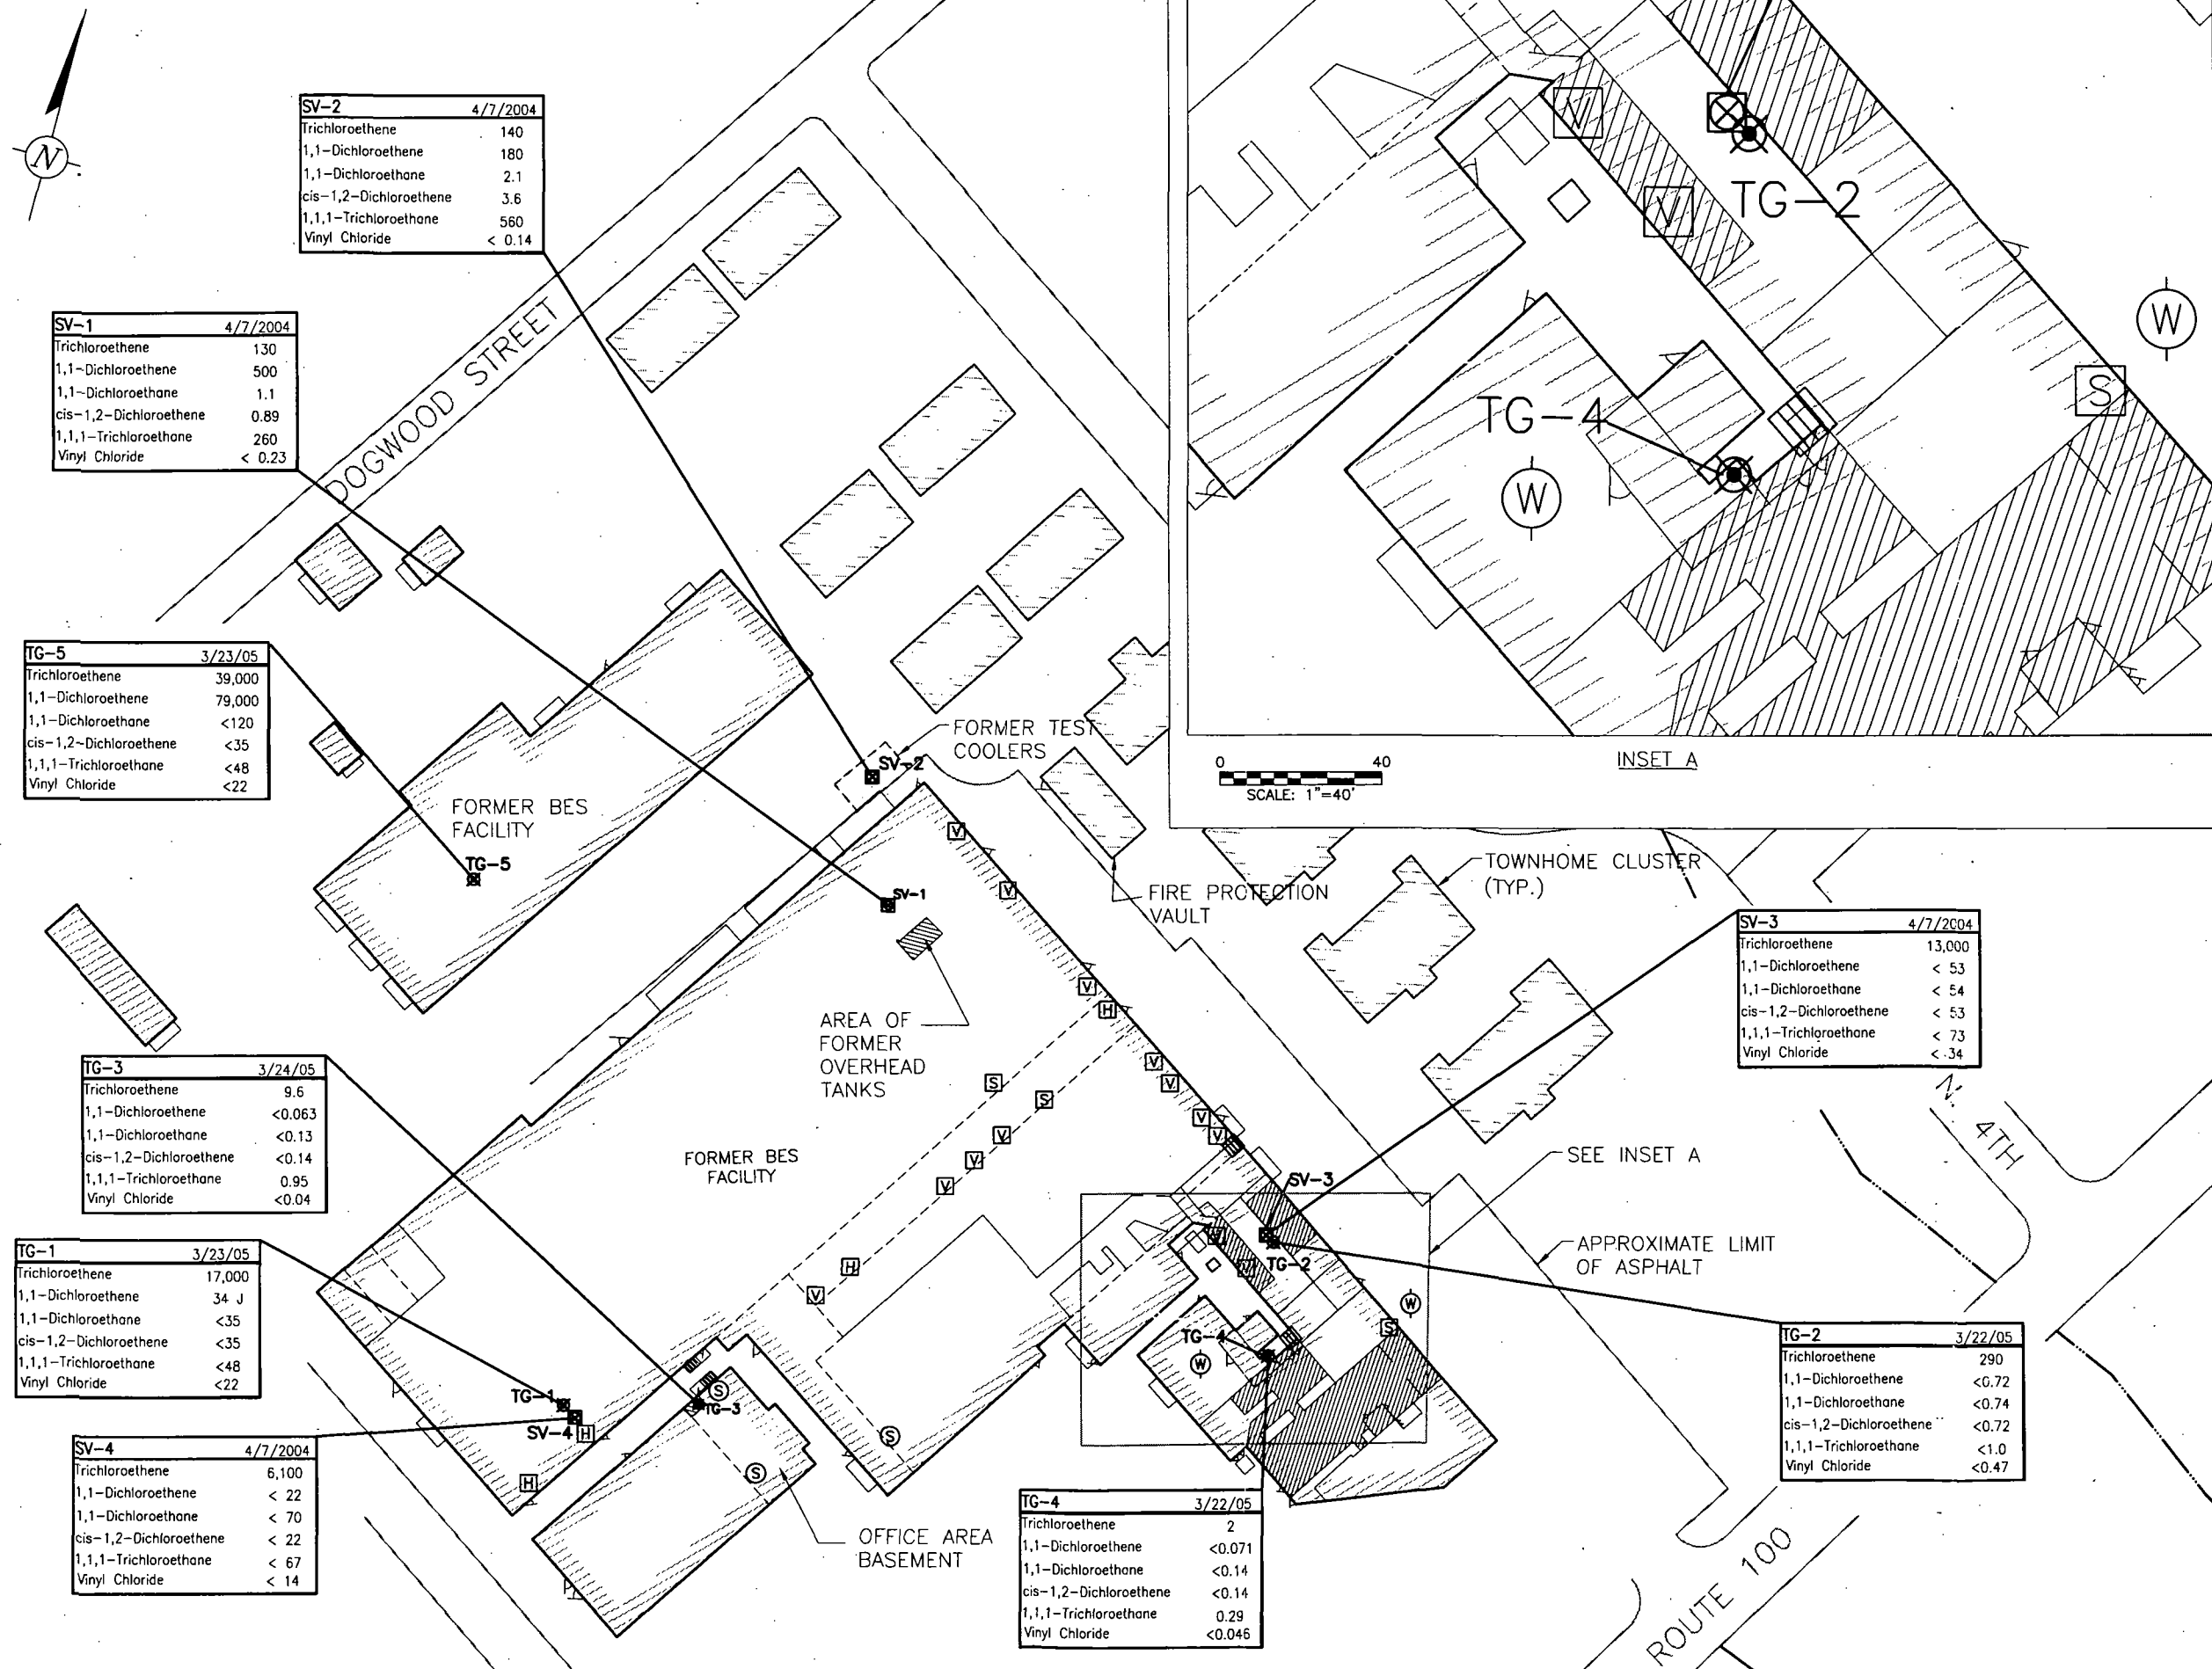 N
SV-2 4/7/2004
Trichloroethene 140
1,1-Dichloroethene 180
1,1-Dichloroethane 2.1
cis-1,2-Dichloroethene 3.6
1,1,1-Trichloroethane 560
Vinyl Chloride < 0.14
SV-1 4/7/2004
Trichloroethene 130
1,1-Dichloroethene 500
1,1-Dichloroethane 1.1
cis-1,2-Dichloroethene 0.89
1,1,1-Trichloroethane 260
Vinyl Chloride < 0.23
DOGWOOD STREET
TG-5 3/23/05
Trichloroethene 39,000
1,1-Dichloroethene 79,000
1,1-Dichloroethane <120
cis-1,2-Dichloroethene <35
1,1,1-Trichloroethane <48
Vinyl Chloride <22
V
V
TG-2
W
S
TG-4
W
0 40
SCALE: 1"=40'
INSET A
FORMER TEST
COOLERS
SV-2
FORMER BES
FACILITY
TG-5
SV-1
V
V
FIRE PROTECTION
VAULT
TOWNHOME CLUSTER
(TYP.)
SV-3 4/7/2004
Trichloroethene 13,000
1,1-Dichloroethene < 53
1,1-Dichloroethane < 54
cis-1,2-Dichloroethene < 53
1,1,1-Trichloroethane < 73
Vinyl Chloride < 34
AREA OF
FORMER
OVERHEAD
TANKS
V
H
V
V
V
V
S
S
V
V
V
H
V
TG-3 3/24/05
Trichloroethene 9.6
1,1-Dichloroethene <0.063
1,1-Dichloroethane <0.13
cis-1,2-Dichloroethene <0.14
1,1,1-Trichloroethane 0.95
Vinyl Chloride <0.04
FORMER BES
FACILITY
N. 4TH
SEE INSET A
SV-3
APPROXIMATE LIMIT
OF ASPHALT
V
V
TG-2
W
S
TG-4
W
TG-1 3/23/05
Trichloroethene 17,000
1,1-Dichloroethene 34 J
1,1-Dichloroethane <35
cis-1,2-Dichloroethene <35
1,1,1-Trichloroethane <48
Vinyl Chloride <22
TG-2 3/22/05
Trichloroethene 290
1,1-Dichloroethene <0.72
1,1-Dichloroethane <0.74
cis-1,2-Dichloroethene <0.72
1,1,1-Trichloroethane <1.0
Vinyl Chloride <0.47
TG-1
SV-4
H
H
S
TG-3
S
S
SV-4 4/7/2004
Trichloroethene 6,100
1,1-Dichloroethene < 22
1,1-Dichloroethane < 70
cis-1,2-Dichloroethene < 22
1,1,1-Trichloroethane < 67
Vinyl Chloride < 14
OFFICE AREA
BASEMENT
TG-4 3/22/05
Trichloroethene 2
1,1-Dichloroethene <0.071
1,1-Dichloroethane <0.14
cis-1,2-Dichloroethene <0.14
1,1,1-Trichloroethane 0.29
Vinyl Chloride <0.046
ROUTE 100